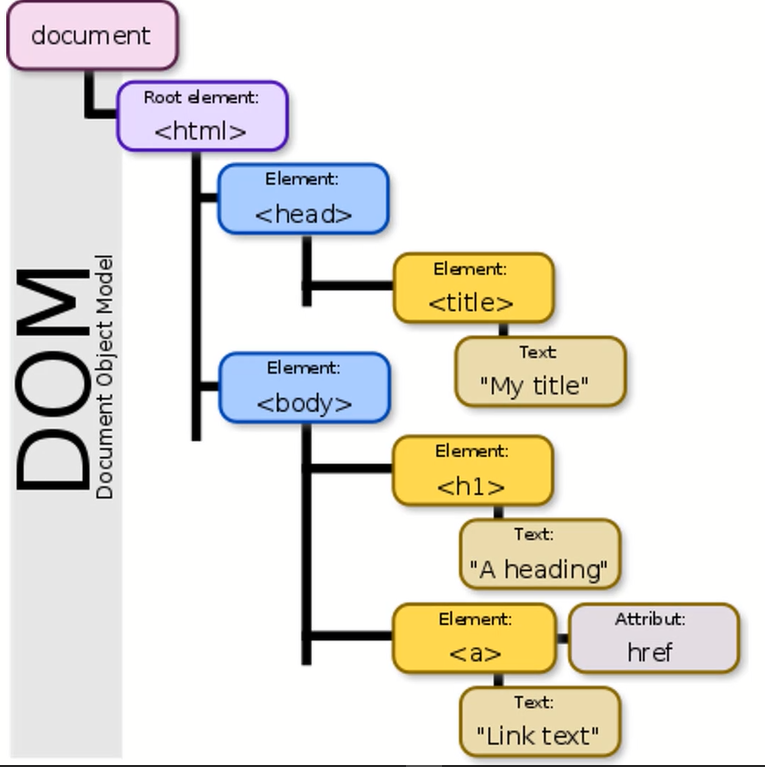 document
Root element:
<html>
Element:
<head>
Element:
<title>
Text
"My title"
Element:
<body>
Element:
<h1>
Text:
"A heading"
Element:
<a>
Attribut:
href
Text:
"Link text"
DOM
Document Object Model